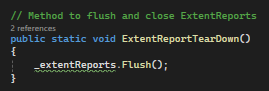 // Method to flush and close ExtentReports
2 references
public static void ExtentReportTearDown()
{
_extentReports.Flush();
}